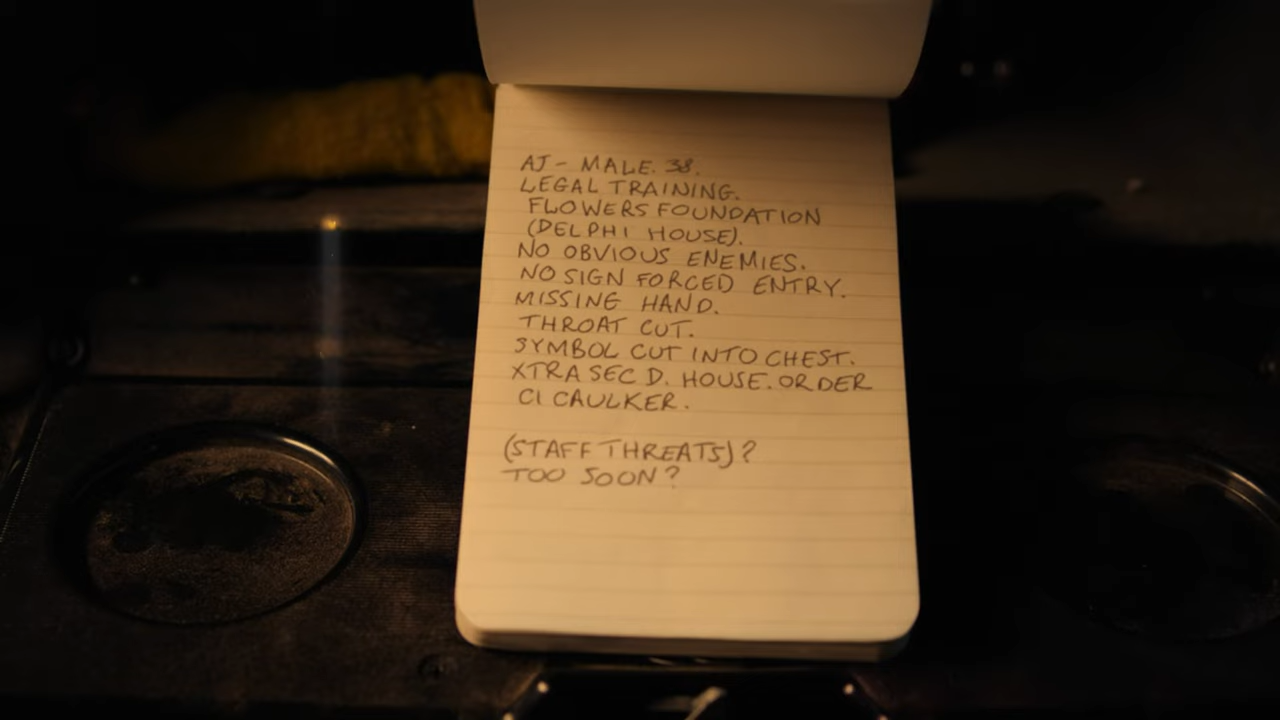 AJ - MALE. 38.
LEGAL TRAINING.
FLOWERS FOUNDATION
(DELPHI HOUSE).
NO OBVIOUS ENEMIES.
NO SIGN FORCED ENTRY.
MISSING HAND.
THROAT CUT.
SYMBOL CUT INTO CHEST.
XTRA SEC D. HOUSE. ORDER
CI CAULKER.
(STAFF THREATS)?
TOO SOON?